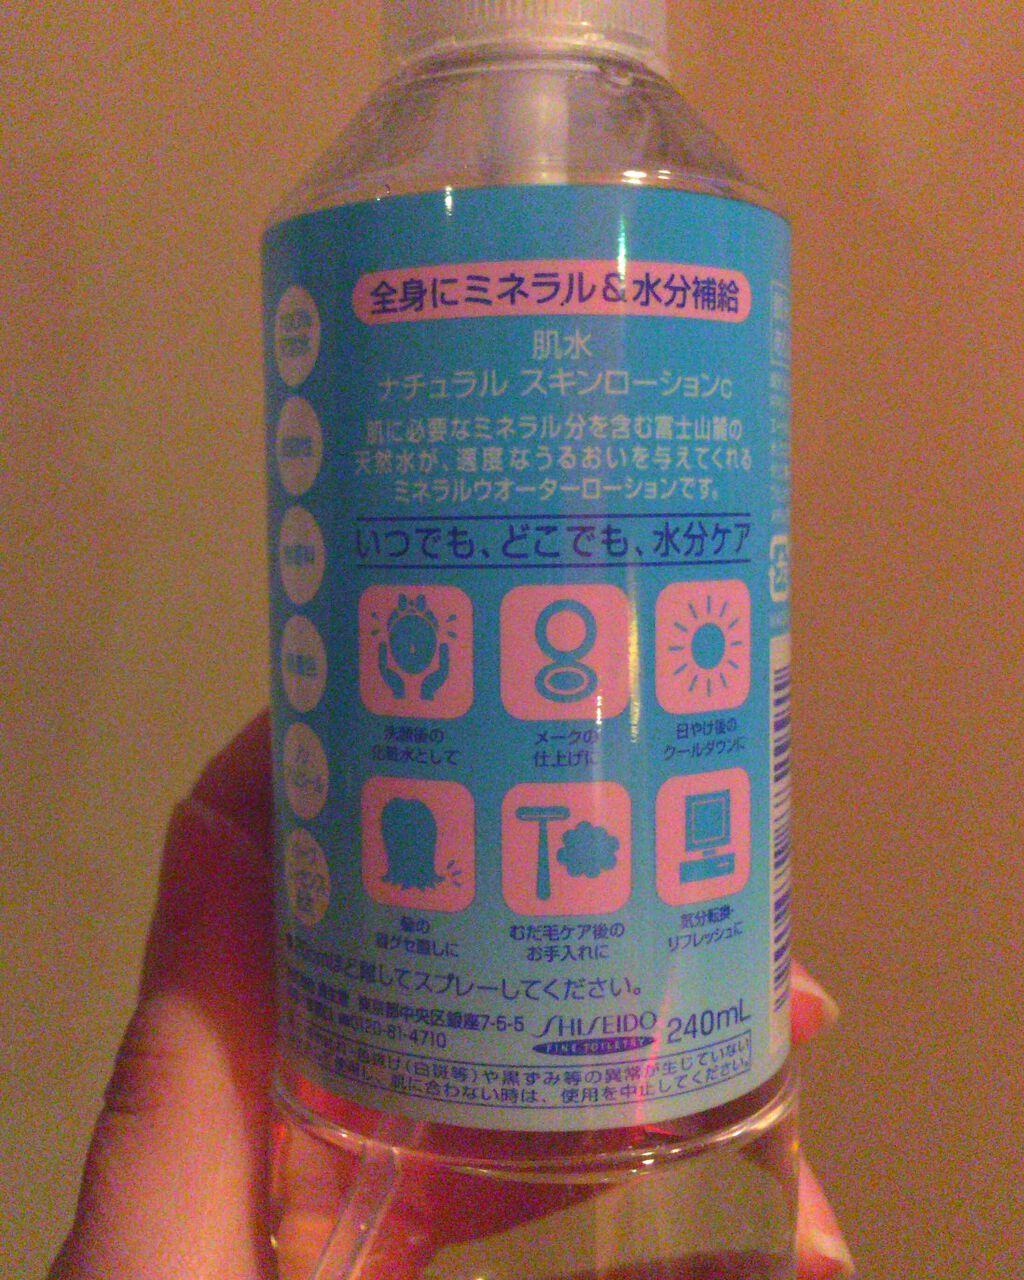 全身にミネラル&水分補給
肌水
ナチュラル スキンローションC
肌に必要なミネラル分を含む富士山麓の
天然水が、適度なうるおいを与えてくれる
ミネラルウオーターローションです。
いつでも、どこでも、水分ケア
洗顔後の
化粧水として
メークの
仕上げに
日やけ後の
クールダウンに
髪の
寝グセ直しに
むだ毛ケア後の
お手入れに
気分転換・
リフレッシュに
ほど離してスプレーしてください。
東京都中央区銀座7-5-5
0120-81-4710
SHISEIDO
FINE TOILETRY
240mL
(白斑等)や黒ずみ等の異常が生じていない
肌に合わない時は、使用を中止してください。